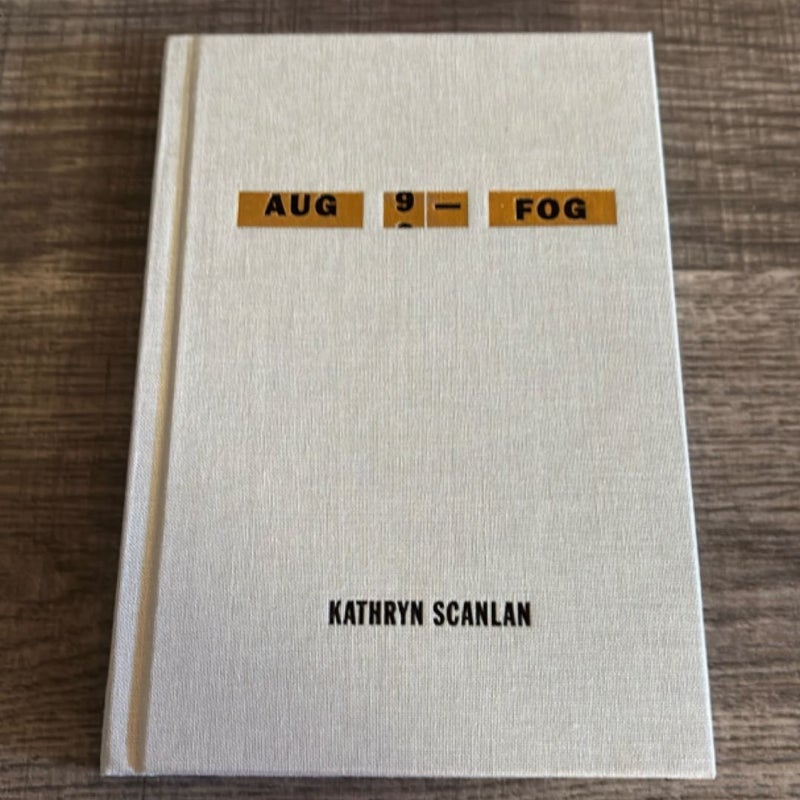 AUG 9 — FOG
KATHRYN SCANLAN